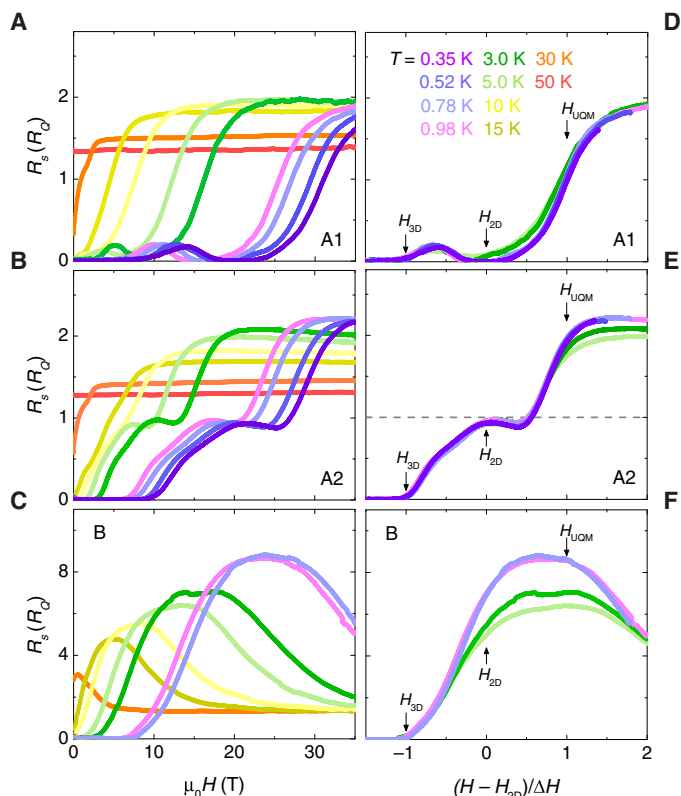 A
R_s (R_Q)
2
1
0
A1
B
R_s (R_Q)
2
1
0
A2
C
B
R_s (R_Q)
8
4
0
0
10
20
30
μ₀H (T)
D
T = 0.35 K 3.0 K 30 K
0.52 K 5.0 K 50 K
0.78 K 10 K
0.98 K 15 K
H_UQM
H_3D
H_2D
A1
E
H_UQM
H_3D
H_2D
A2
F
B
H_UQM
H_2D
H_3D
−1
0
1
2
(H – H_2D)/ΔH